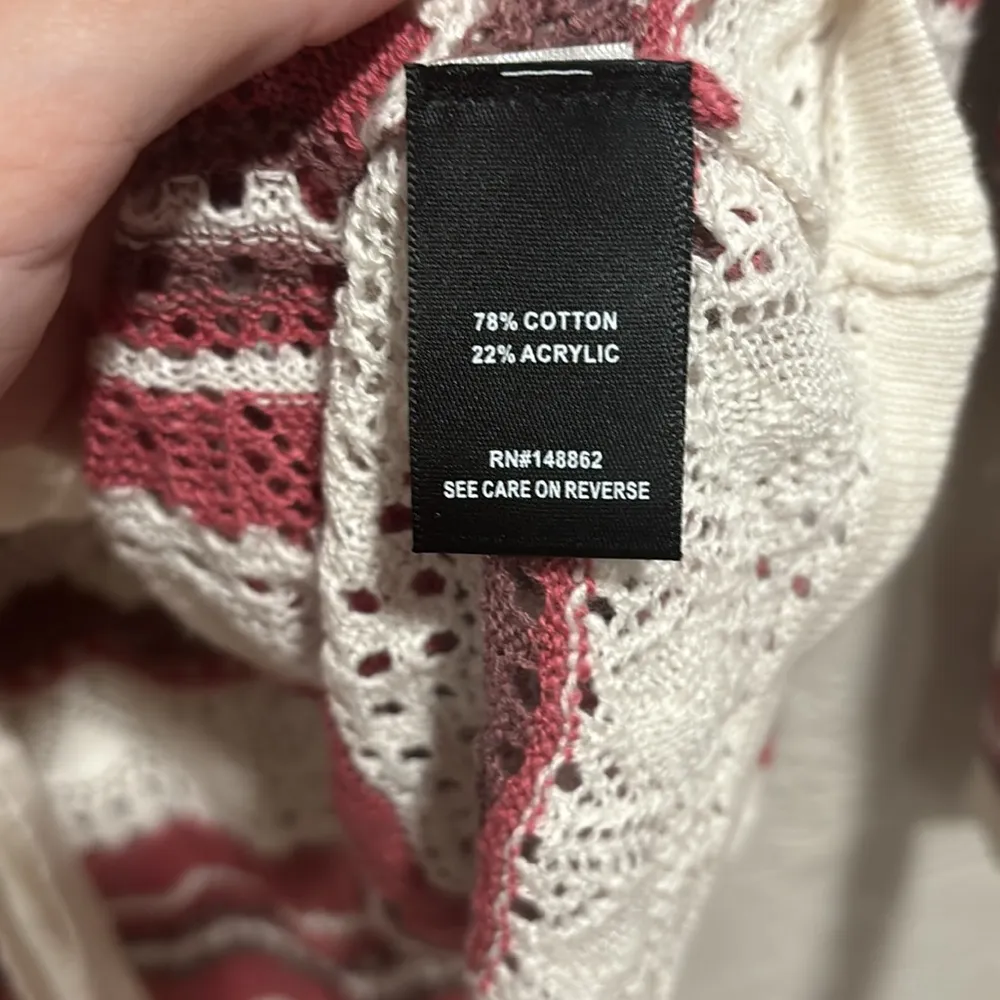 78% COTTON
22% ACRYLIC
RN#148862
SEE CARE ON REVERSE